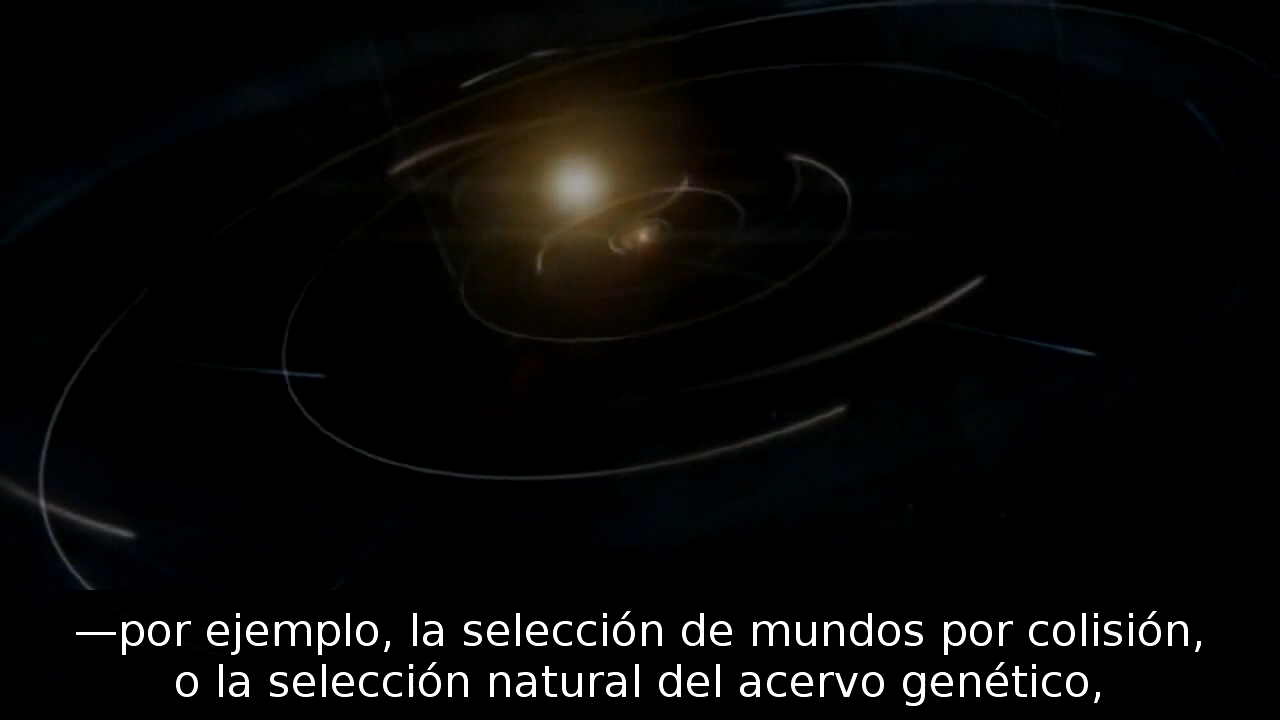 —por ejemplo, la selección de mundos por colisión,
o la selección natural del acervo genético,